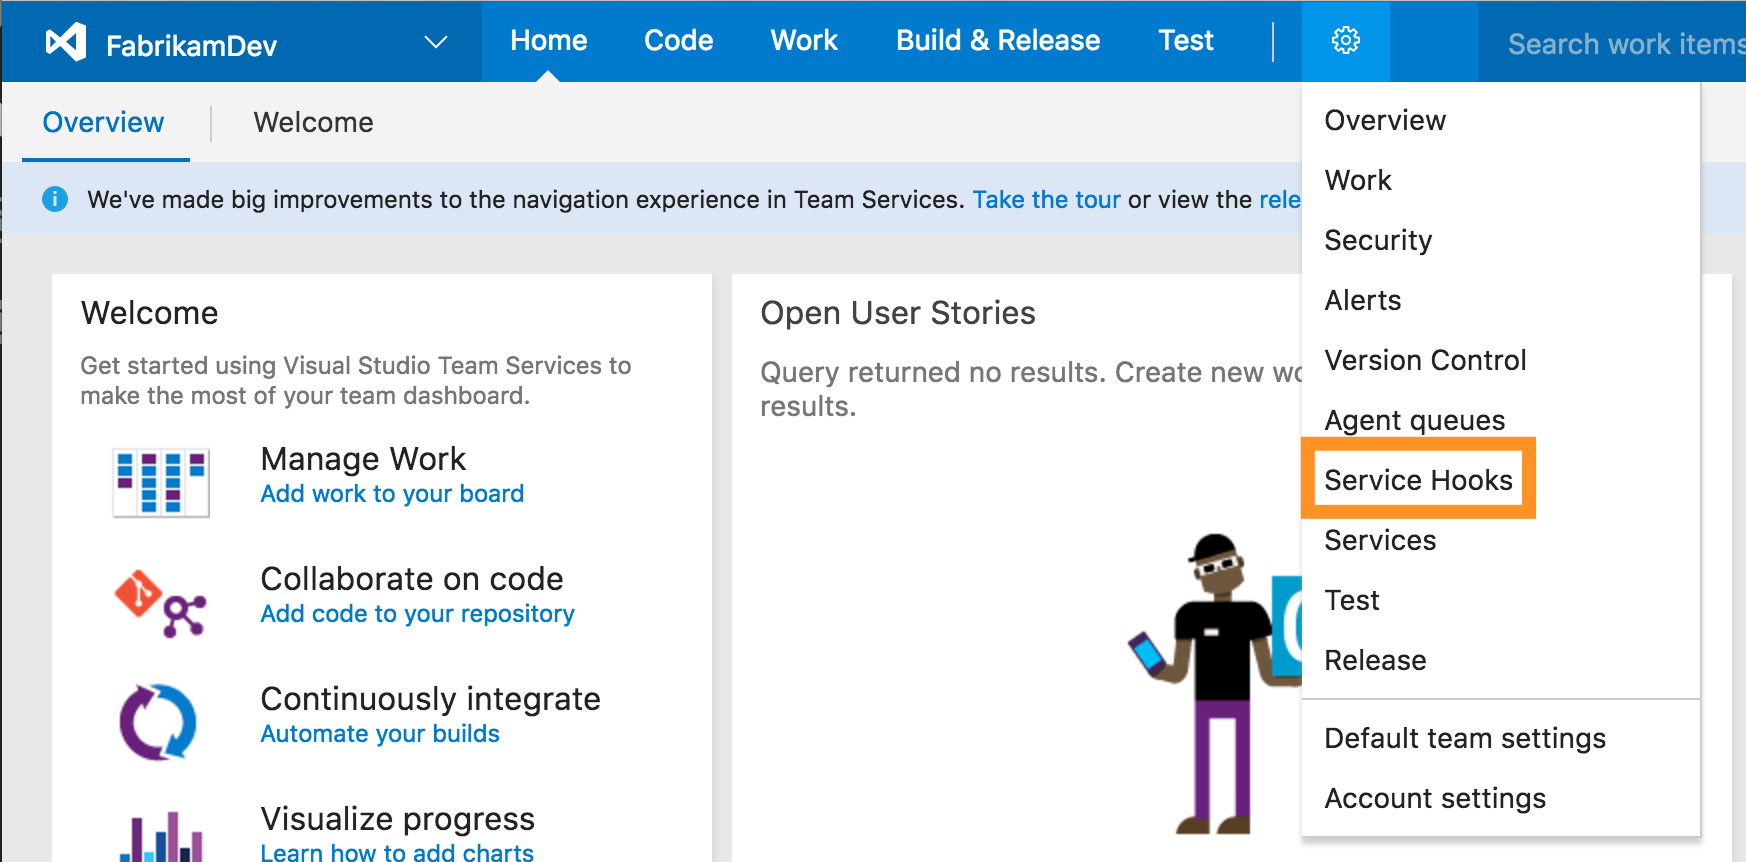 FabrikamDev
Home
Code
Work
Build & Release
Test
Search work items
Overview
Welcome
We've made big improvements to the navigation experience in Team Services. Take the tour or view the rele
Welcome
Get started using Visual Studio Team Services to
make the most of your team dashboard.
Manage Work
Add work to your board
Collaborate on code
Add code to your repository
Continuously integrate
Automate your builds
Visualize progress
Learn how to add charts
Open User Stories
Query returned no results. Create new wo
results.
Overview
Work
Security
Alerts
Version Control
Agent queues
Service Hooks
Services
Test
Release
Default team settings
Account settings